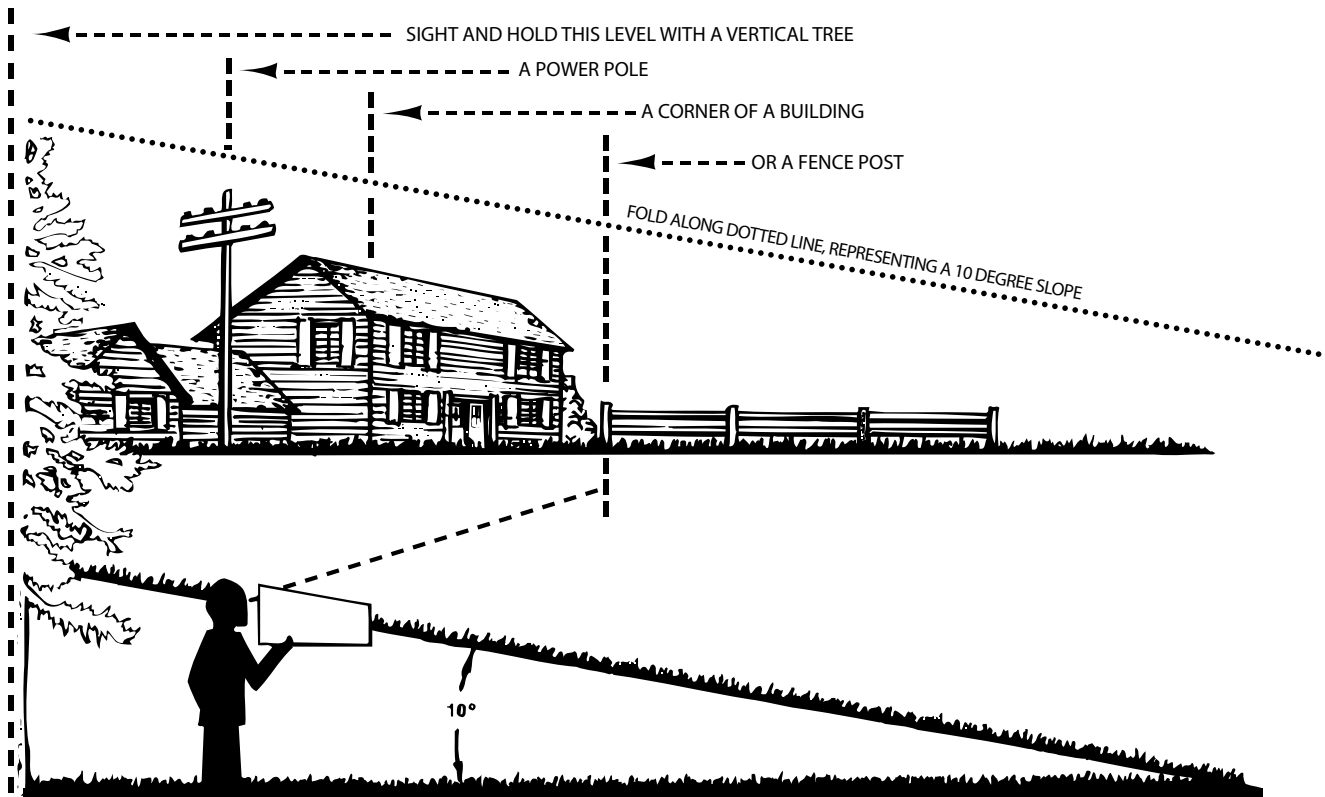 SIGHT AND HOLD THIS LEVEL WITH A VERTICAL TREE
A POWER POLE
A CORNER OF A BUILDING
OR A FENCE POST
FOLD ALONG DOTTED LINE, REPRESENTING A 10 DEGREE SLOPE
10°